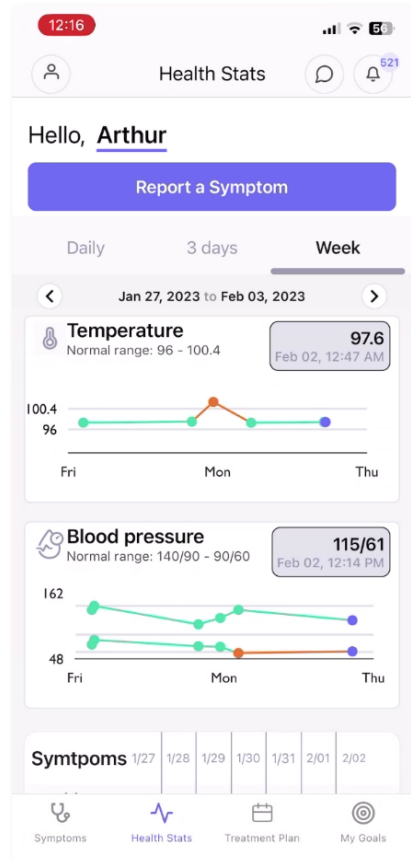 12:16
56
Health Stats
521
Hello, Arthur
Report a Symptom
Daily 3 days Week
Jan 27, 2023 to Feb 03, 2023
Temperature
Normal range: 96 - 100.4
97.6
Feb 02, 12:47 AM
100.4
96
Fri Mon Thu
Blood pressure
Normal range: 140/90 - 90/60
115/61
Feb 02, 12:14 PM
162
48
Fri Mon Thu
Symtpoms 1/27 1/28 1/29 1/30 1/31 2/01 2/02
Symptoms Health Stats Treatment Plan My Goals